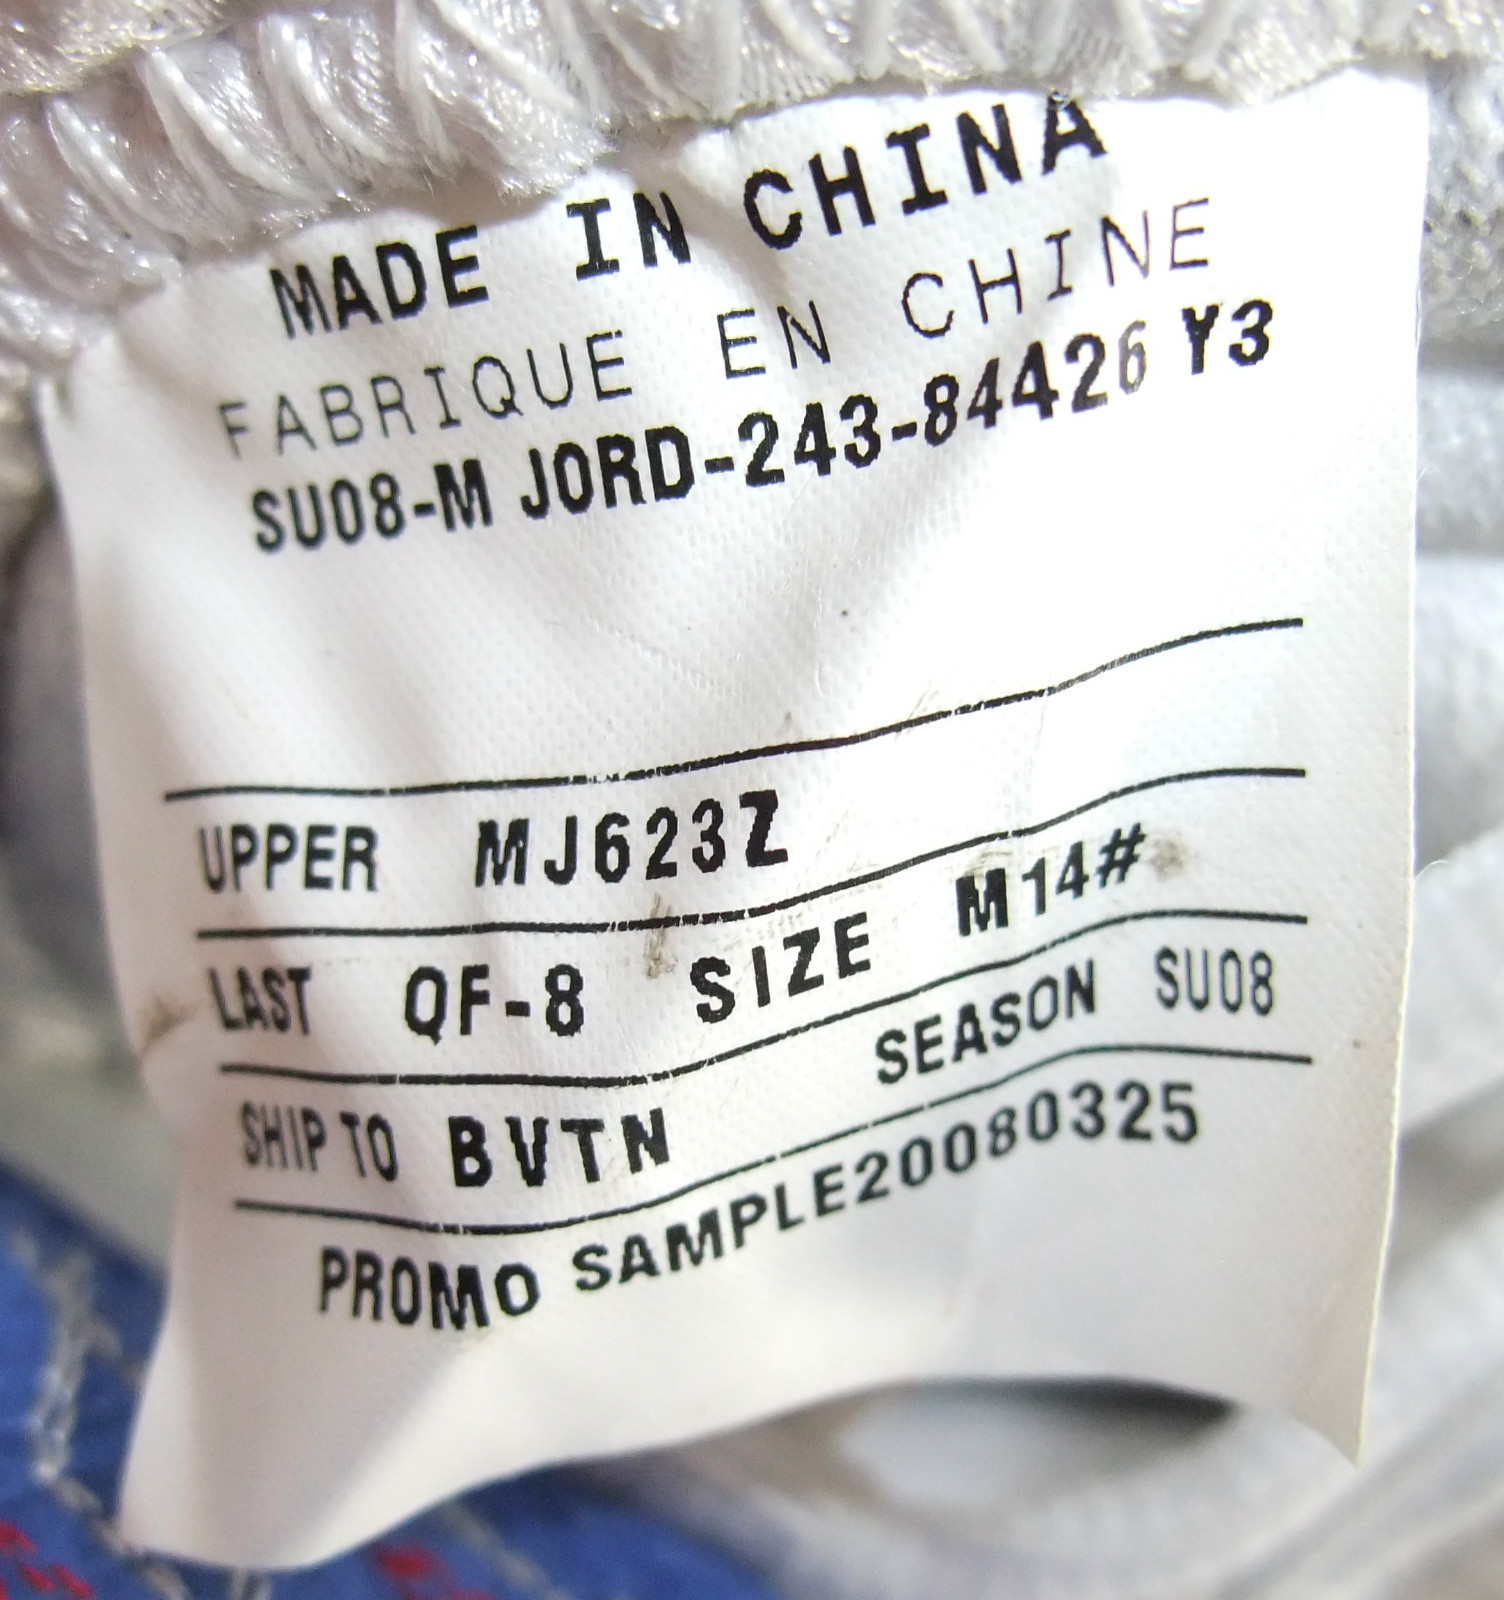 MADE IN CHINA
FABRIQUE EN CHINE
SU08-M JORD-243-84426 Y3
UPPER MJ623Z
LAST QF-8 SIZE M14#
SHIP TO BVTN SEASON SU08
PROMO SAMPLE20080325